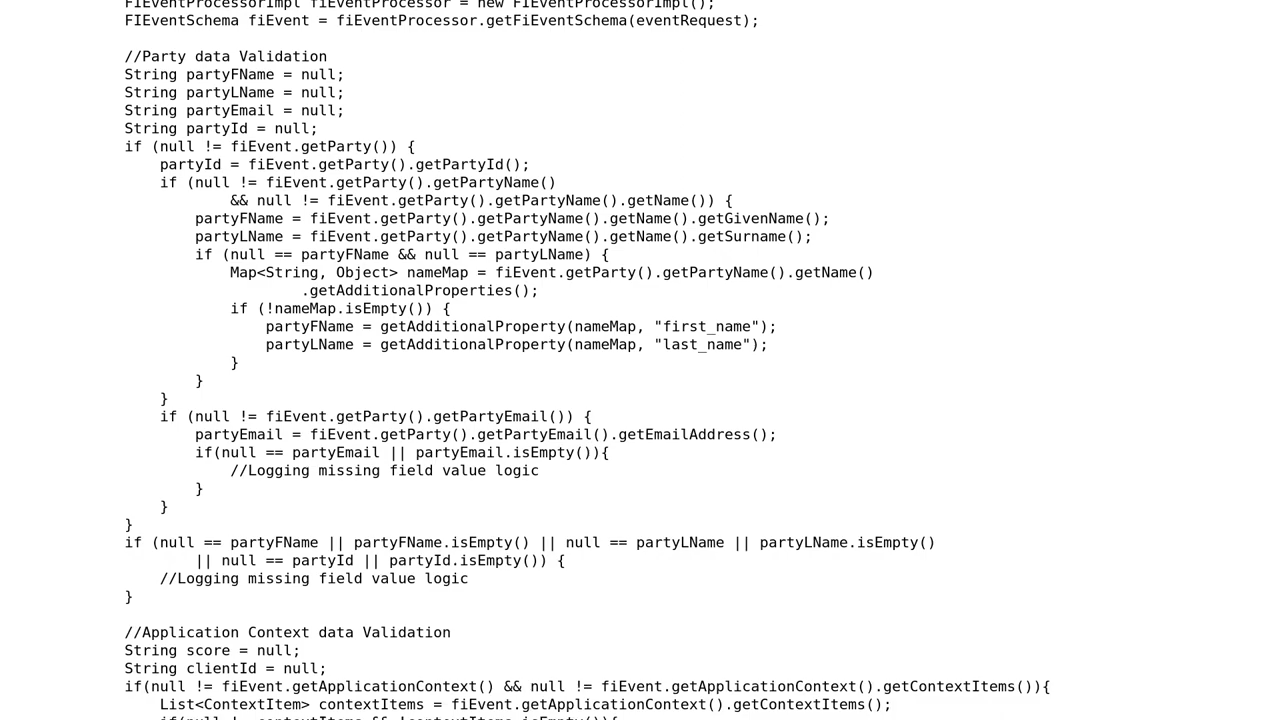 FIEventProcessorImpl fiEventProcessor = new FIEventProcessorImpl();
FIEventSchema fiEvent = fiEventProcessor.getFiEventSchema(eventRequest);
//Party data Validation
String partyFName = null;
String partyLName = null;
String partyEmail = null;
String partyId = null;
if (null != fiEvent.getParty()) {
partyId = fiEvent.getParty().getPartyId();
if (null != fiEvent.getParty().getPartyName()
&& null != fiEvent.getParty().getPartyName().getName()) {
partyFName = fiEvent.getParty().getPartyName().getName().getGivenName();
partyLName = fiEvent.getParty().getPartyName().getName().getSurname();
if (null == partyFName && null == partyLName) {
Map<String, Object> nameMap = fiEvent.getParty().getPartyName().getName()
.getAdditionalProperties();
if (!nameMap.isEmpty()) {
partyFName = getAdditionalProperty(nameMap, "first_name");
partyLName = getAdditionalProperty(nameMap, "last_name");
}
}
}
if (null != fiEvent.getParty().getPartyEmail()) {
partyEmail = fiEvent.getParty().getPartyEmail().getEmailAddress();
if(null == partyEmail || partyEmail.isEmpty()){
//Logging missing field value logic
}
}
}
if (null == partyFName || partyFName.isEmpty() || null == partyLName || partyLName.isEmpty()
|| null == partyId || partyId.isEmpty()) {
//Logging missing field value logic
}
//Application Context data Validation
String score = null;
String clientId = null;
if(null != fiEvent.getApplicationContext() && null != fiEvent.getApplicationContext().getContextItems()){
List<ContextItem> contextItems = fiEvent.getApplicationContext().getContextItems();